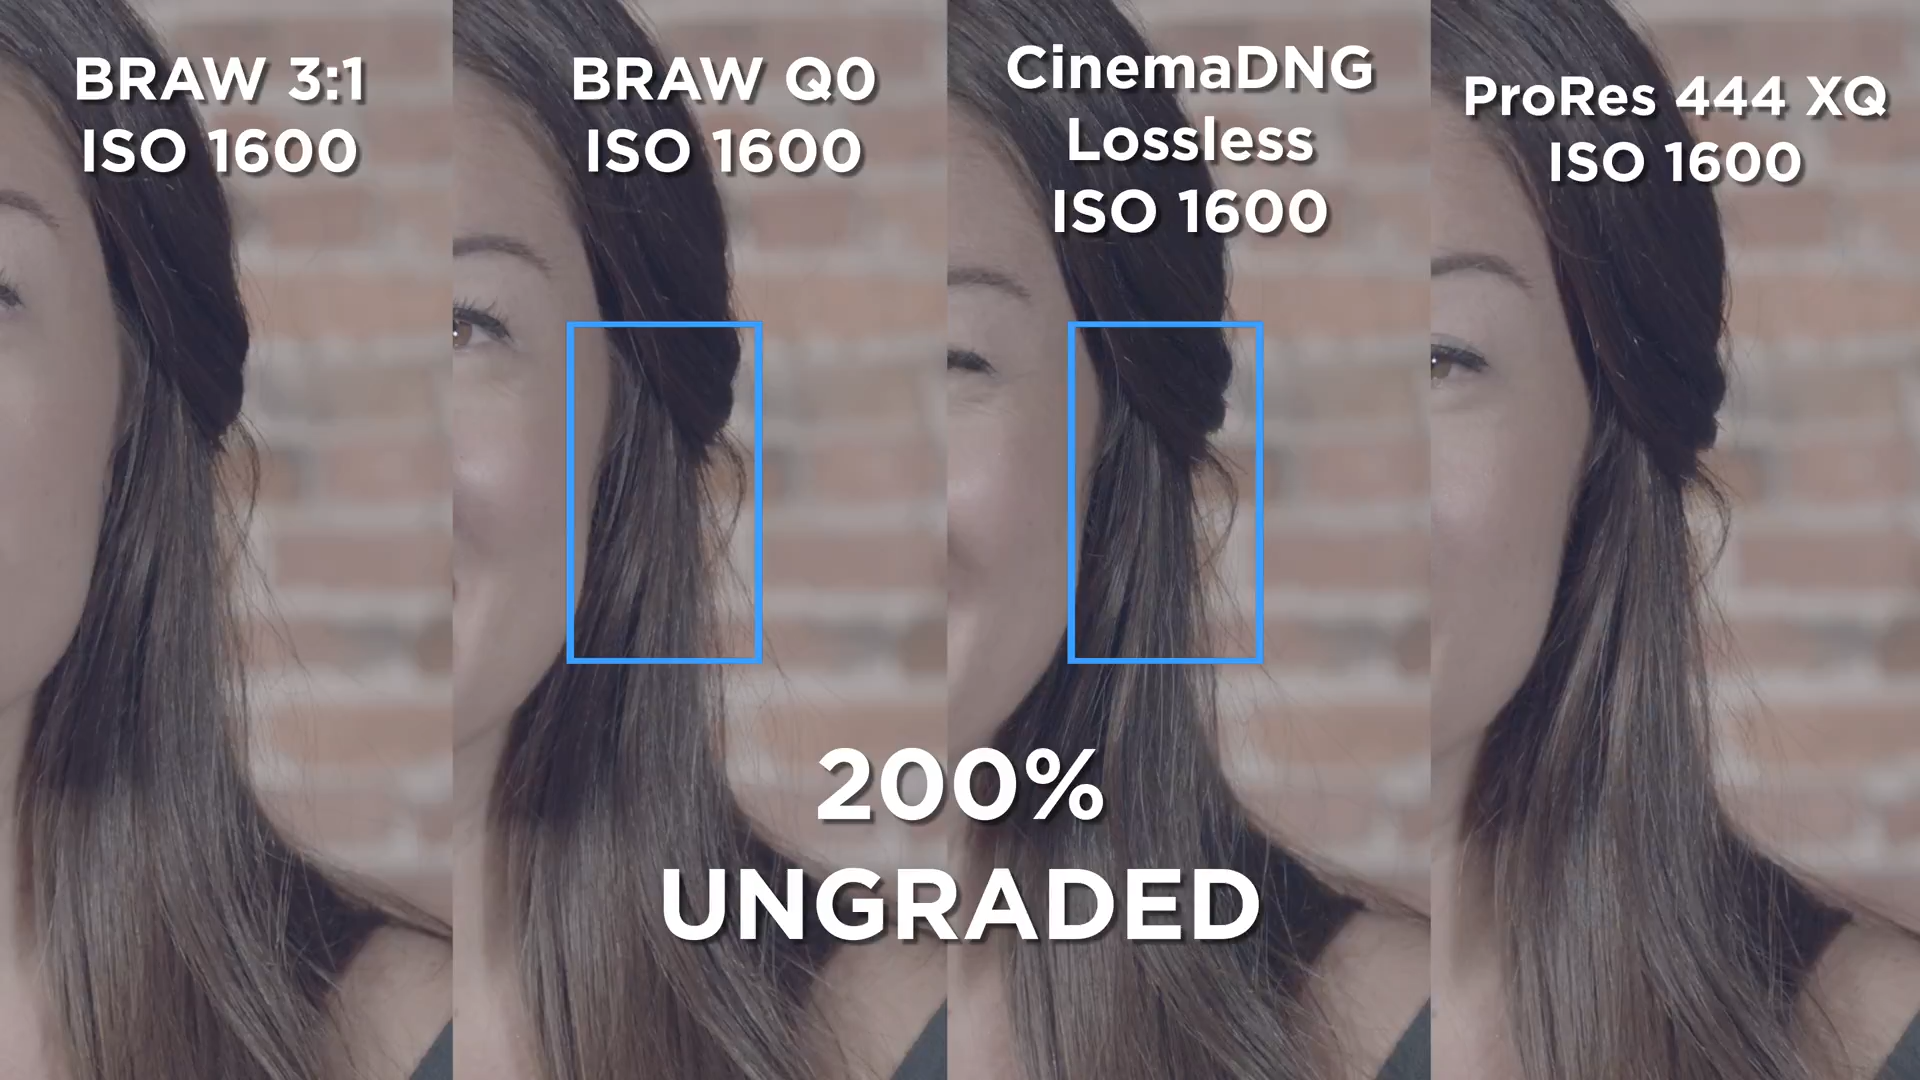 BRAW 3:1
ISO 1600
BRAW Q0
ISO 1600
CinemaDNG
Lossless
ISO 1600
ProRes 444 XQ
ISO 1600
200%
UNGRADED